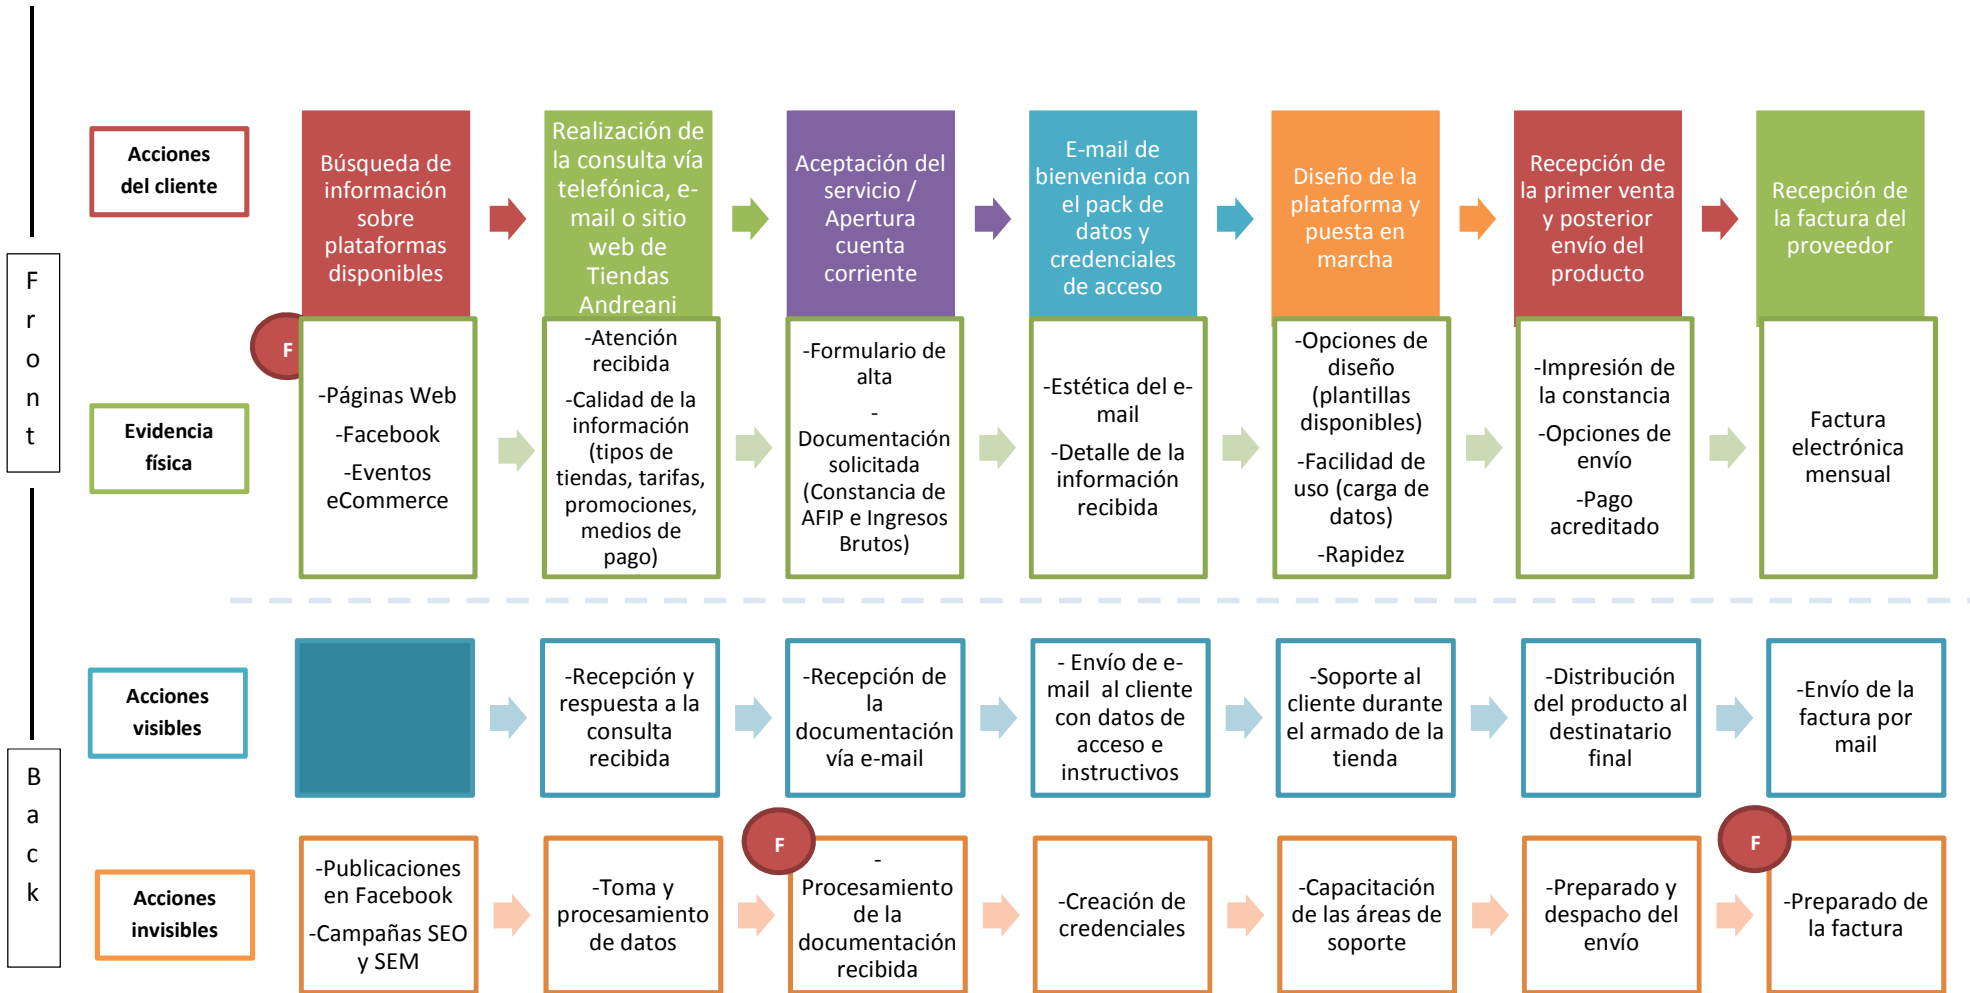 Front
Acciones
del cliente
Búsqueda de
información
sobre
plataformas
disponibles
Realización de
la consulta vía
telefónica, e-
mail o sitio
web de
Tiendas
Andreani
Aceptación del
servicio /
Apertura
cuenta
corriente
E-mail de
bienvenida con
el pack de
datos y
credenciales
de acceso
Diseño de la
plataforma y
puesta en
marcha
Recepción de
la primer venta
y posterior
envío del
producto
Recepción de
la factura del
proveedor
Evidencia
física
F
-Páginas Web
-Facebook
-Eventos
eCommerce
-Atención
recibida
-Calidad de la
información
(tipos de
tiendas, tarifas,
promociones,
medios de
pago)
-Formulario de
alta
-
Documentación
solicitada
(Constancia de
AFIP e Ingresos
Brutos)
-Estética del e-
mail
-Detalle de la
información
recibida
-Opciones de
diseño
(plantillas
disponibles)
-Facilidad de
uso (carga de
datos)
-Rapidez
-Impresión de
la constancia
-Opciones de
envío
-Pago
acreditado
Factura
electrónica
mensual
Back
Acciones
visibles
-Recepción y
respuesta a la
consulta
recibida
-Recepción de
la
documentación
vía e-mail
- Envío de e-
mail al cliente
con datos de
acceso e
instructivos
-Soporte al
cliente durante
el armado de la
tienda
-Distribución
del producto al
destinatario
final
-Envío de la
factura por
mail
Acciones
invisibles
-Publicaciones
en Facebook
-Campañas SEO
y SEM
-Toma y
procesamiento
de datos
F
-
Procesamiento
de la
documentación
recibida
-Creación de
credenciales
-Capacitación
de las áreas de
soporte
-Preparado y
despacho del
envío
F
-Preparado de
la factura